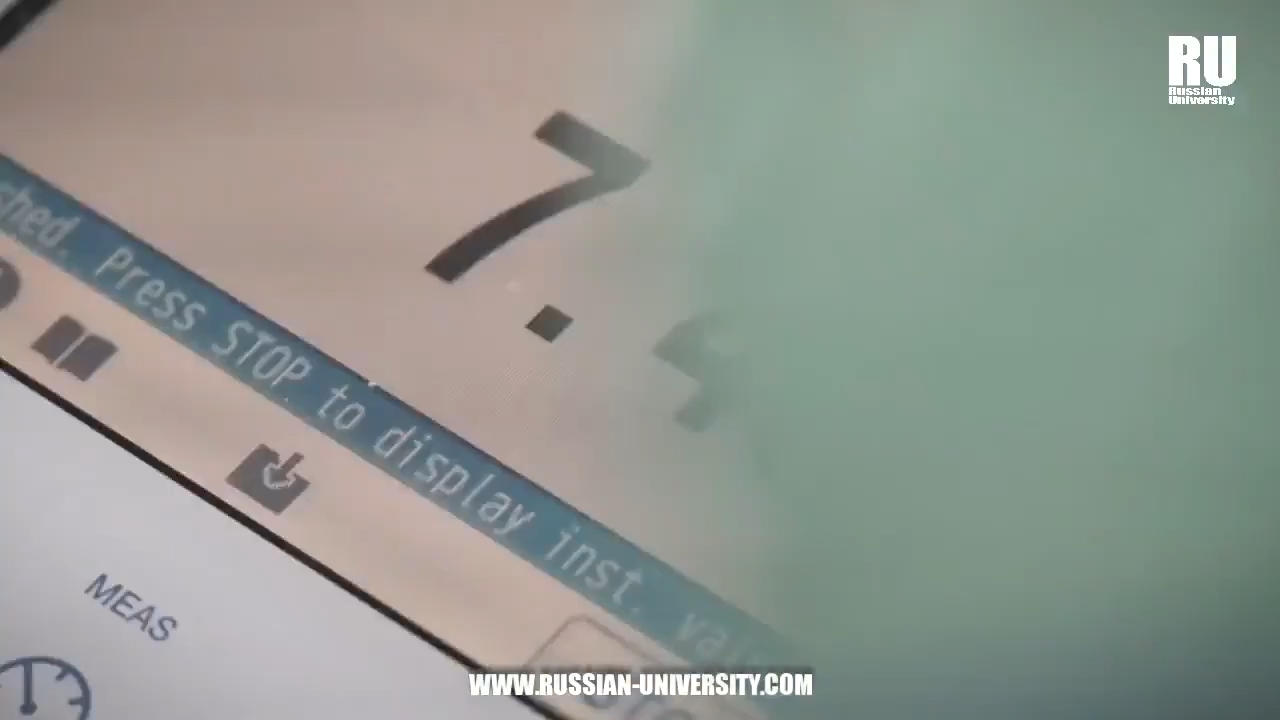 RU
Russian
University
7.
shed. Press STOP to display inst.
MEAS
WWW.RUSSIAN-UNIVERSITY.COM